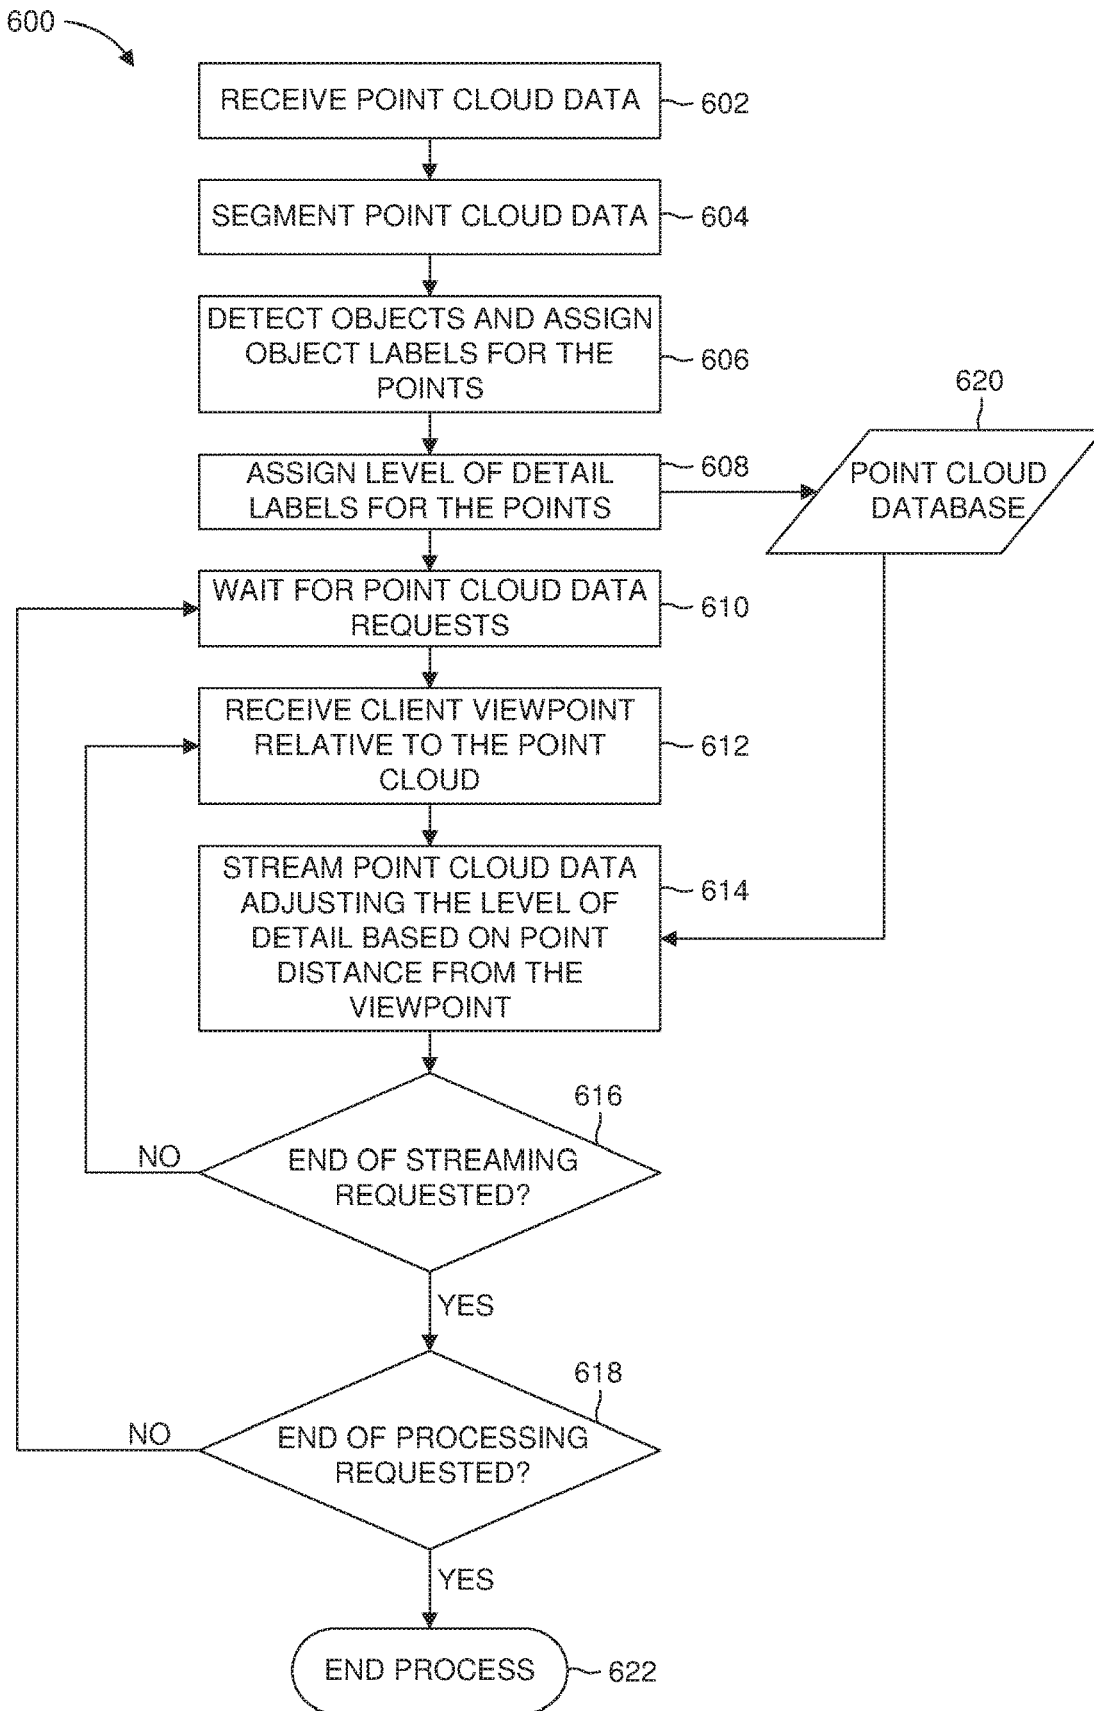 600
RECEIVE POINT CLOUD DATA
602
SEGMENT POINT CLOUD DATA
604
DETECT OBJECTS AND ASSIGN
OBJECT LABELS FOR THE
POINTS
606
620
ASSIGN LEVEL OF DETAIL
LABELS FOR THE POINTS
608
POINT CLOUD
DATABASE
WAIT FOR POINT CLOUD DATA
REQUESTS
610
RECEIVE CLIENT VIEWPOINT
RELATIVE TO THE POINT
CLOUD
612
STREAM POINT CLOUD DATA
ADJUSTING THE LEVEL OF
DETAIL BASED ON POINT
DISTANCE FROM THE
VIEWPOINT
614
616
NO
END OF STREAMING
REQUESTED?
YES
618
NO
END OF PROCESSING
REQUESTED?
YES
END PROCESS
622